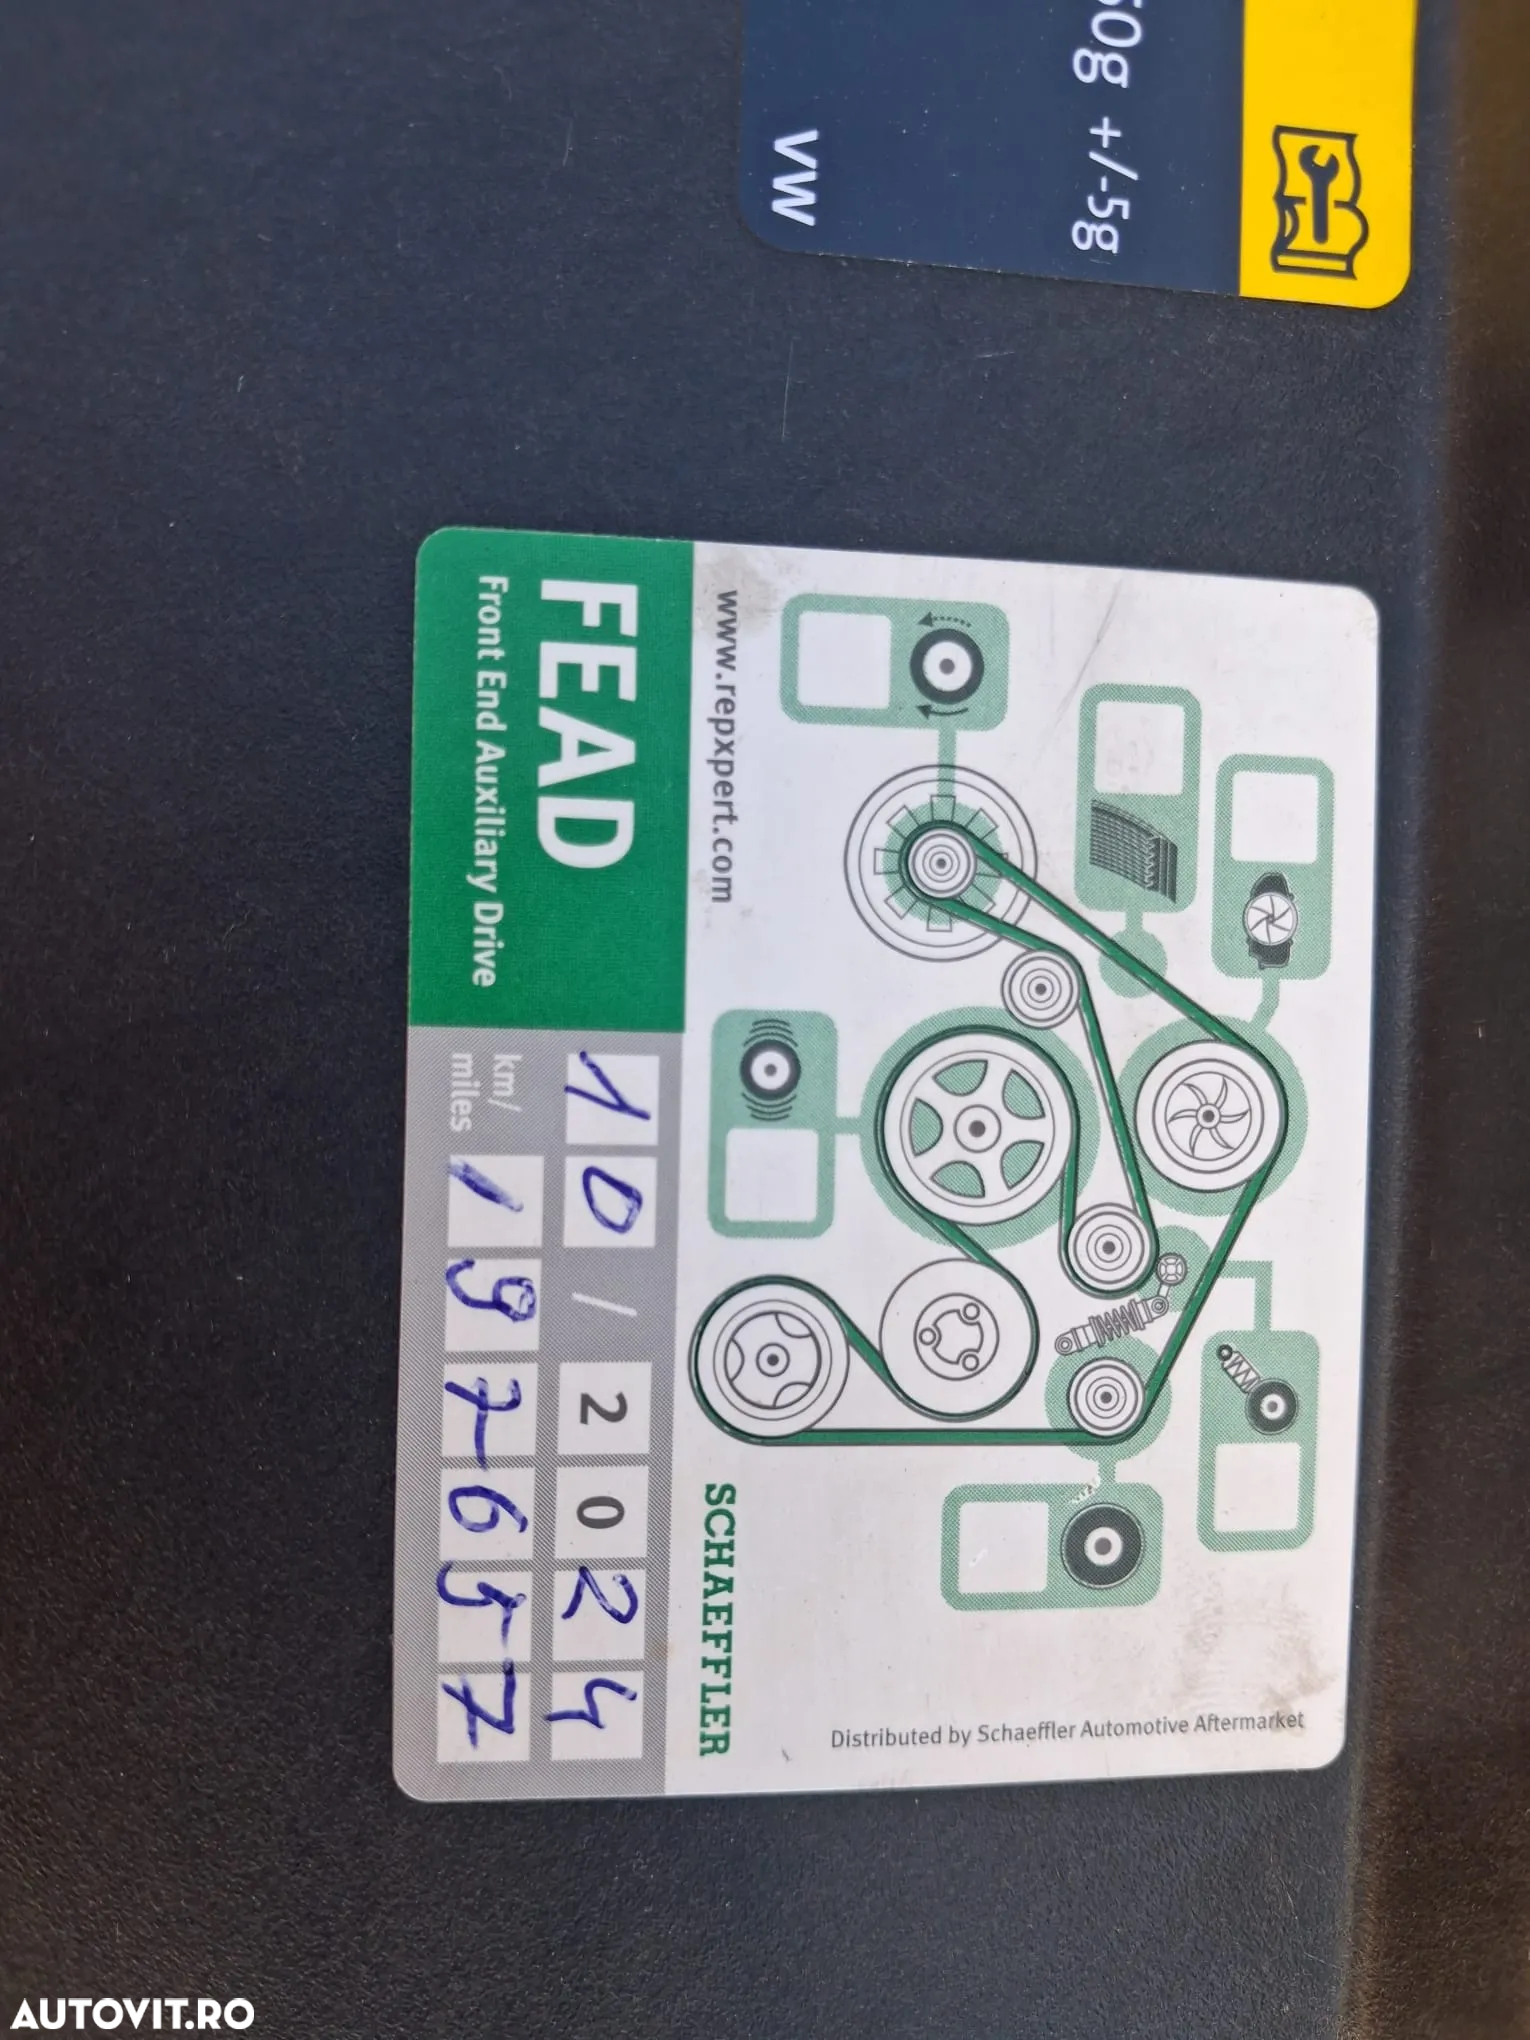 50g +/-5g
VW
Distributed by Schaeffler Automotive Aftermarket
www.repxpert.com
SCHAEFFLER
FEAD
Front End Auxiliary Drive
10 / 2024
km/
miles
197657
AUTOVIT.RO